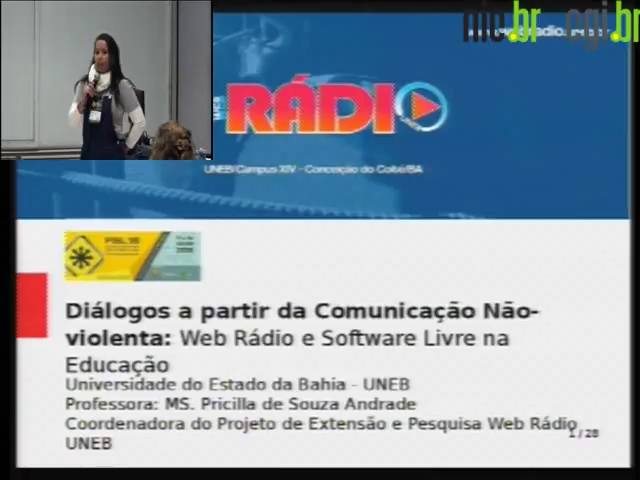 nic.br cgi.br
RÁDIO
UNEB/Campus XIV - Conceição do Coité/BA
Diálogos a partir da Comunicação Não-
violenta: Web Rádio e Software Livre na
Educação
Universidade do Estado da Bahia - UNEB
Professora: MS. Pricilla de Souza Andrade
Coordenadora do Projeto de Extensão e Pesquisa Web Rádio
UNEB
1 / 28